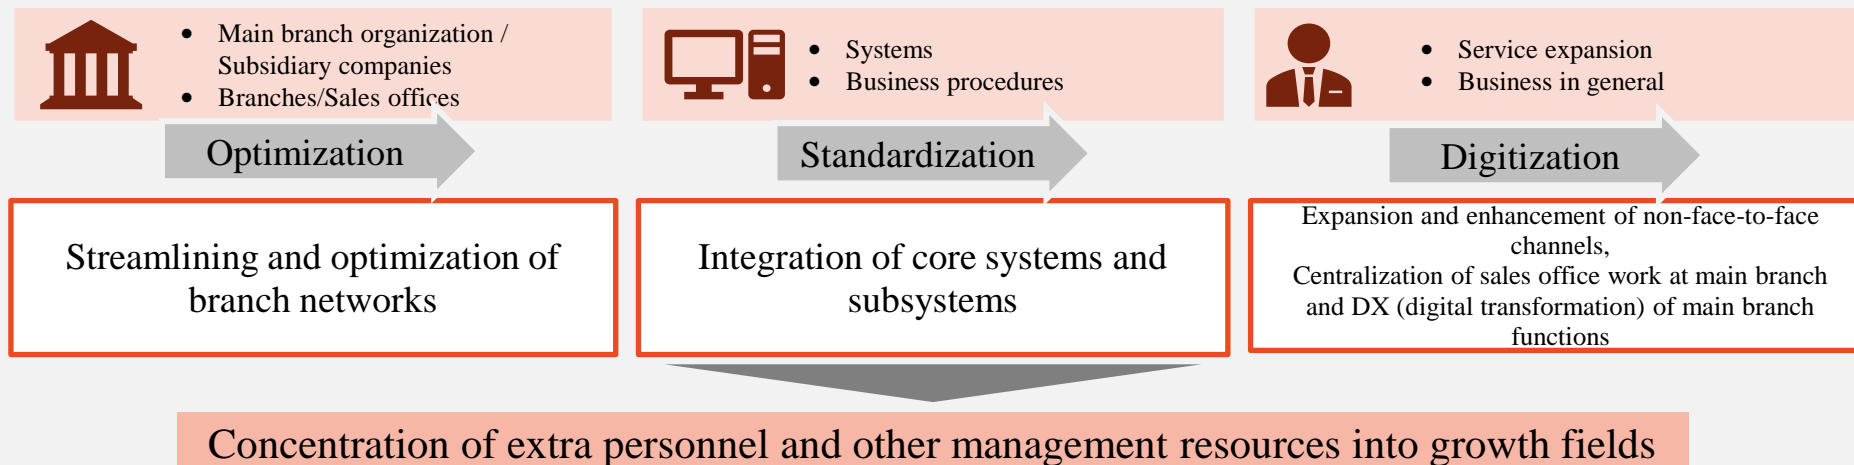 • Main branch organization /
Subsidiary companies
• Branches/Sales offices
Optimization
Streamlining and optimization of
branch networks
• Systems
• Business procedures
Standardization
Integration of core systems and
subsystems
• Service expansion
• Business in general
Digitization
Expansion and enhancement of non-face-to-face
channels,
Centralization of sales office work at main branch
and DX (digital transformation) of main branch
functions
Concentration of extra personnel and other management resources into growth fields